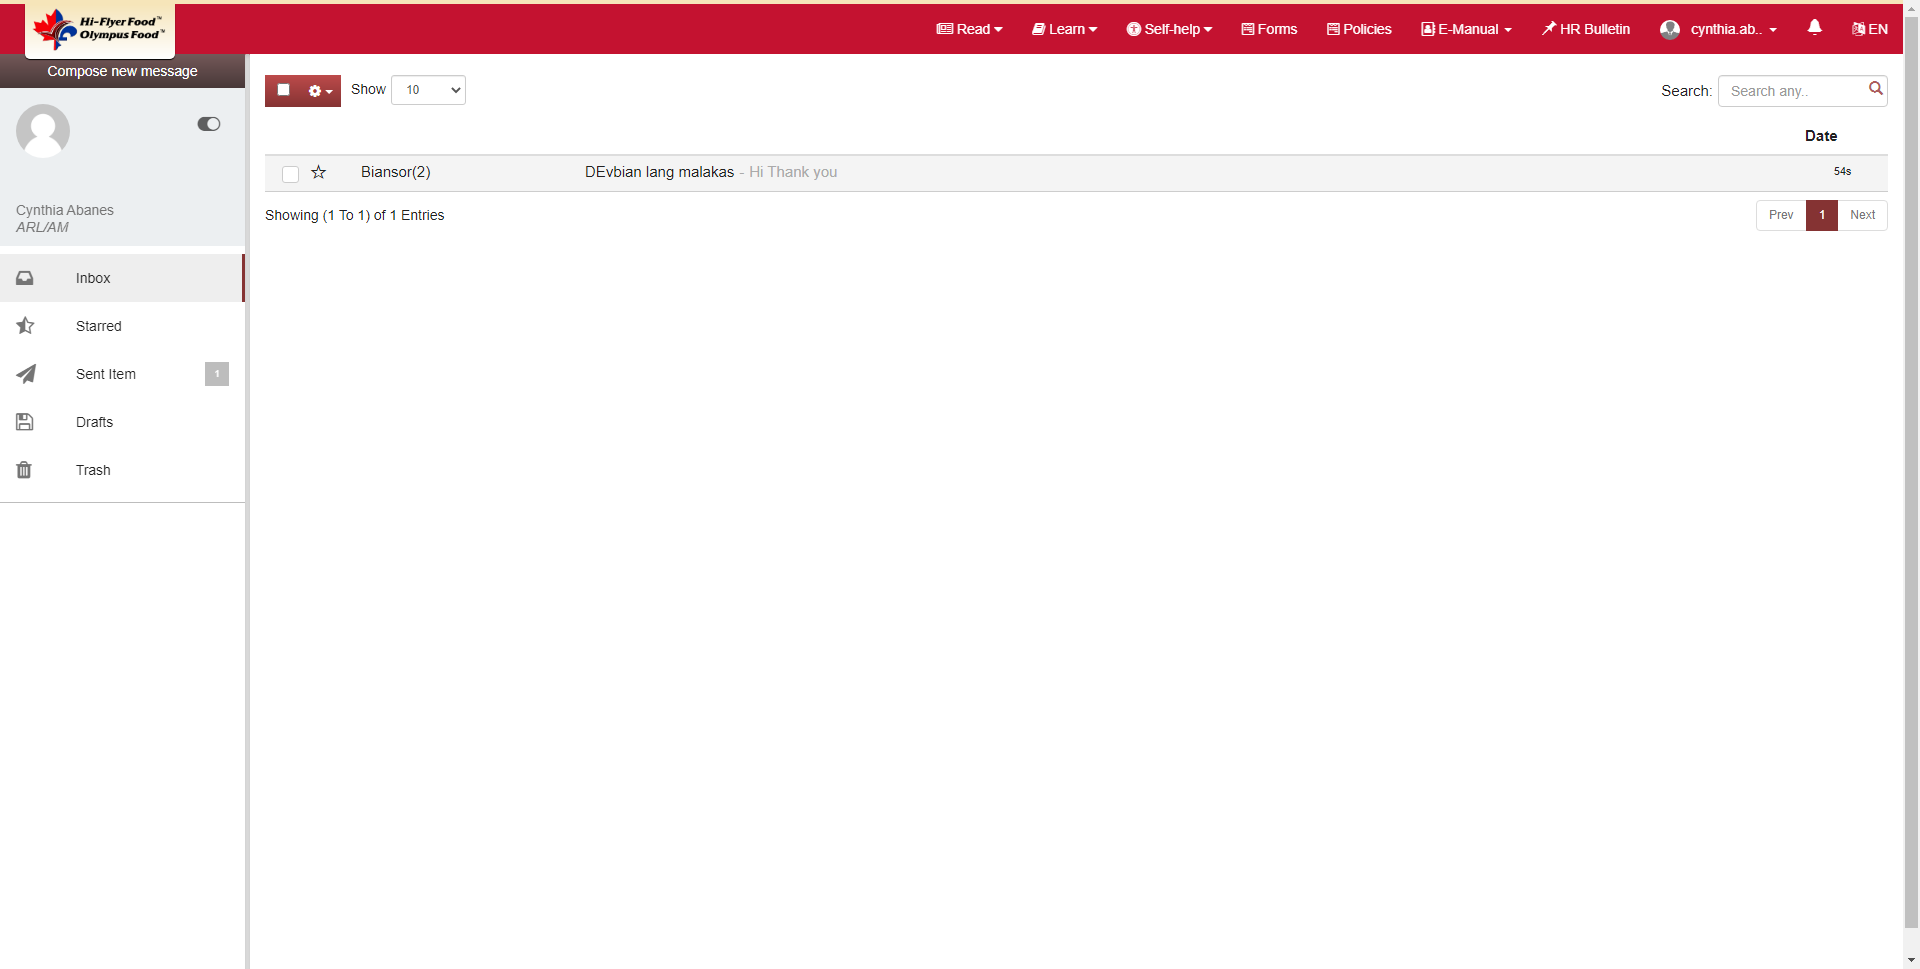 Hi-Flyer Food™
Olympus Food™
Read
Learn
Self-help
Forms
Policies
E-Manual
HR Bulletin
cynthia.ab..
EN
Compose new message
Cynthia Abanes
ARL/AM
Inbox
Starred
Sent Item 1
Drafts
Trash
Show 10
Search: Search any..
Date
Biansor(2) DEvbian lang malakas - Hi Thank you 54s
Showing (1 To 1) of 1 Entries
Prev 1 Next